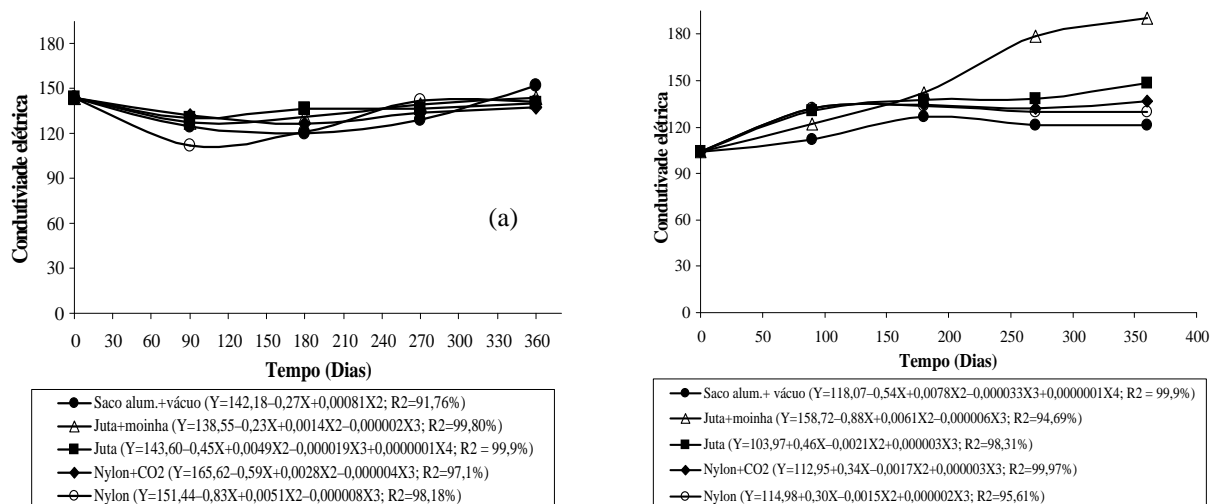 Condutiviade elétrica
180
150
120
90
60
30
0
(a)
0 30 60 90 120 150 180 210 240 270 300 330 360
Tempo (Dias)
Saco alum.+vácuo (Y=142,18–0,27X+0,00081X2; R2=91,76%)
Juta+moinha (Y=138,55–0,23X+0,0014X2–0,000002X3; R2=99,80%)
Juta (Y=143,60–0,45X+0,0049X2–0,000019X3+0,0000001X4; R2 = 99,9%)
Nylon+CO2 (Y=165,62–0,59X+0,0028X2–0,000004X3; R2=97,1%)
Nylon (Y=151,44–0,83X+0,0051X2–0,000008X3; R2=98,18%)
Condutivade elétrica
180
150
120
90
60
30
0
0 50 100 150 200 250 300 350 400
Tempo (Dias)
Saco alum.+ vácuo (Y=118,07–0,54X+0,0078X2–0,000033X3+0,0000001X4; R2 = 99,9%)
Juta+moinha (Y=158,72–0,88X+0,0061X2–0,000006X3; R2=94,69%)
Juta (Y=103,97+0,46X–0,0021X2+0,000003X3; R2=98,31%)
Nylon+CO2 (Y=112,95+0,34X–0,0017X2+0,000003X3; R2=99,97%)
Nylon (Y=114,98+0,30X–0,0015X2+0,000002X3; R2=95,61%)